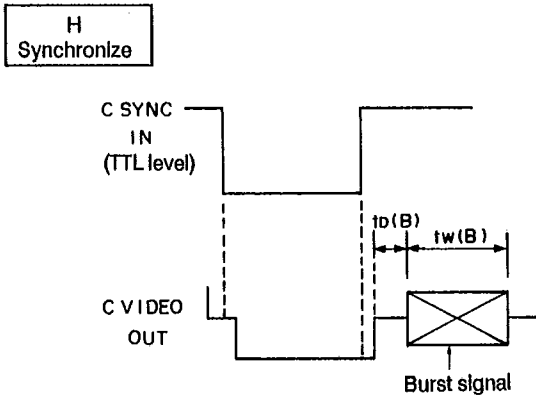 H
Synchronize
C SYNC
IN
(TTL level)
tD(B)
tW(B)
C VIDEO
OUT
Burst signal